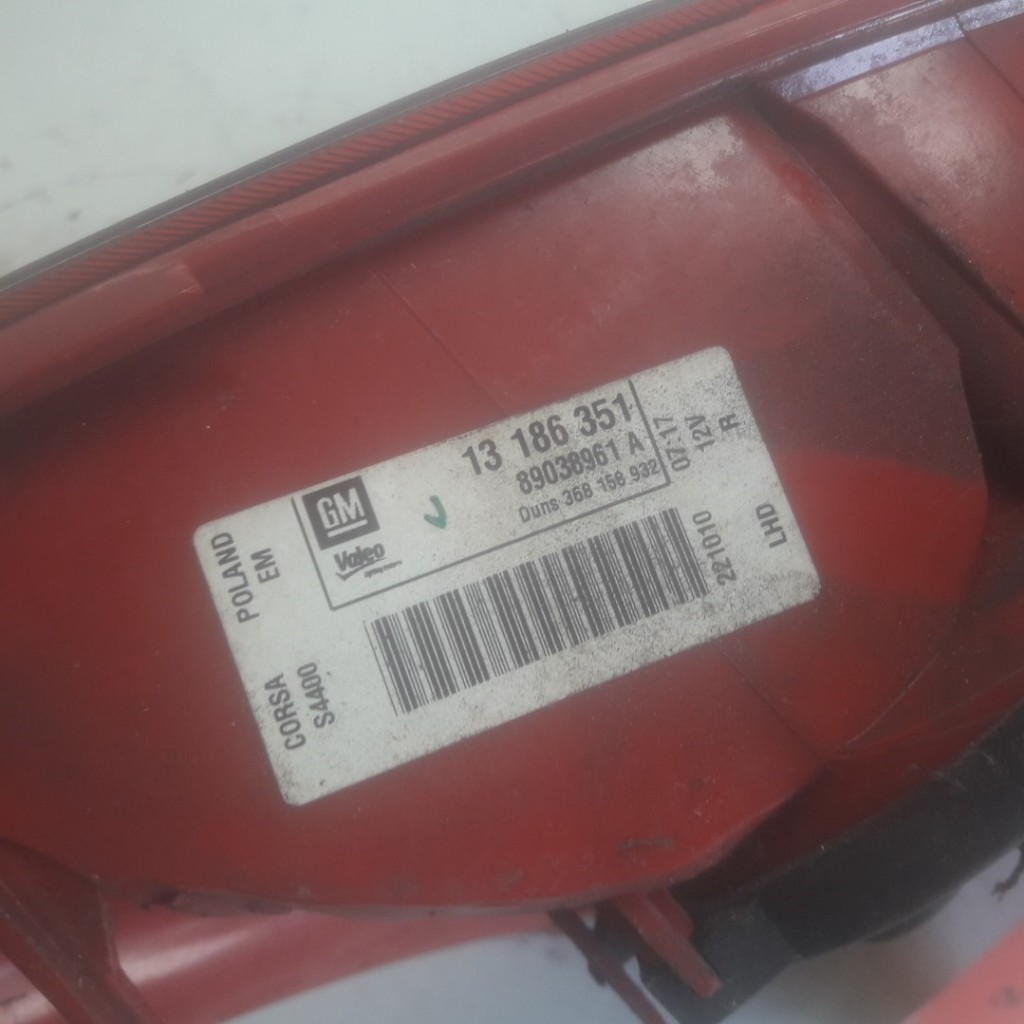 POLAND
EM
GM
Valeo
13 186 351
89038961 A
Duns 368 158 932
07:17
12V
R
CORSA
S4400
221010
LHD